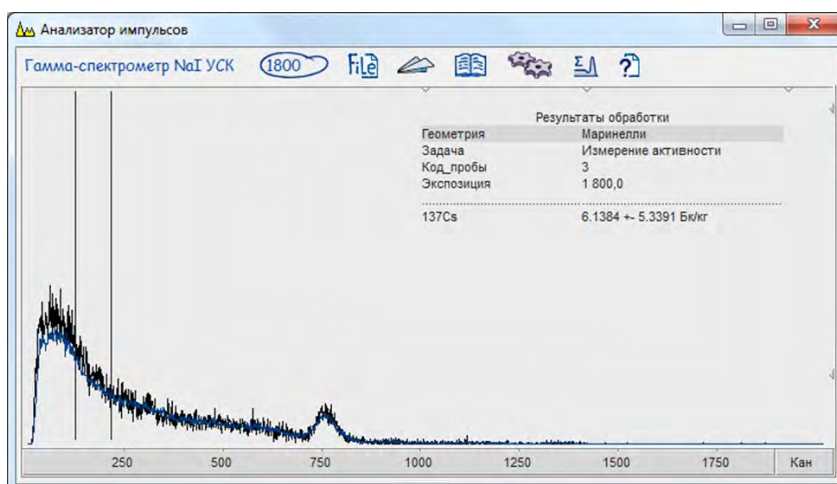 Анализатор импульсов
Гамма-спектрометр NaI УСК 1800 FiLe Σ ?
Результаты обработки
Геометрия Маринелли
Задача Измерение активности
Код_пробы 3
Экспозиция 1 800,0
137Cs 6.1384 +- 5.3391 Бк/кг
250 500 750 1000 1250 1500 1750 Кан